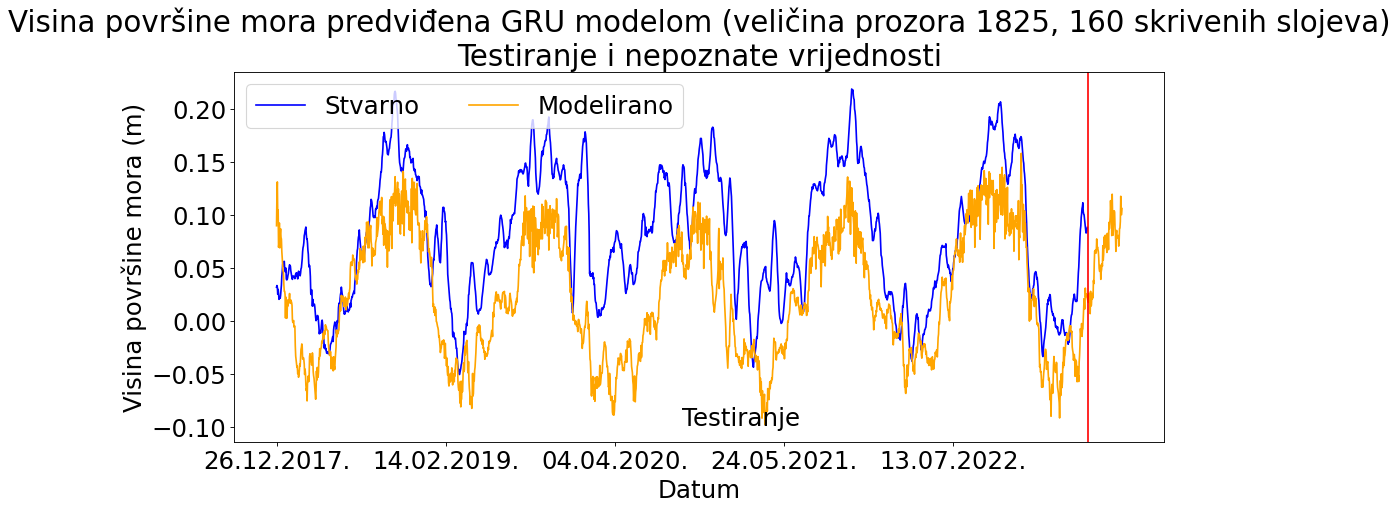 Visina površine mora predviđena GRU modelom (veličina prozora 1825, 160 skrivenih slojeva)
Testiranje i nepoznate vrijednosti
Stvarno Modelirano
Visina površine mora (m)
0.20
0.15
0.10
0.05
0.00
−0.05
−0.10
Testiranje
26.12.2017. 14.02.2019. 04.04.2020. 24.05.2021. 13.07.2022.
Datum